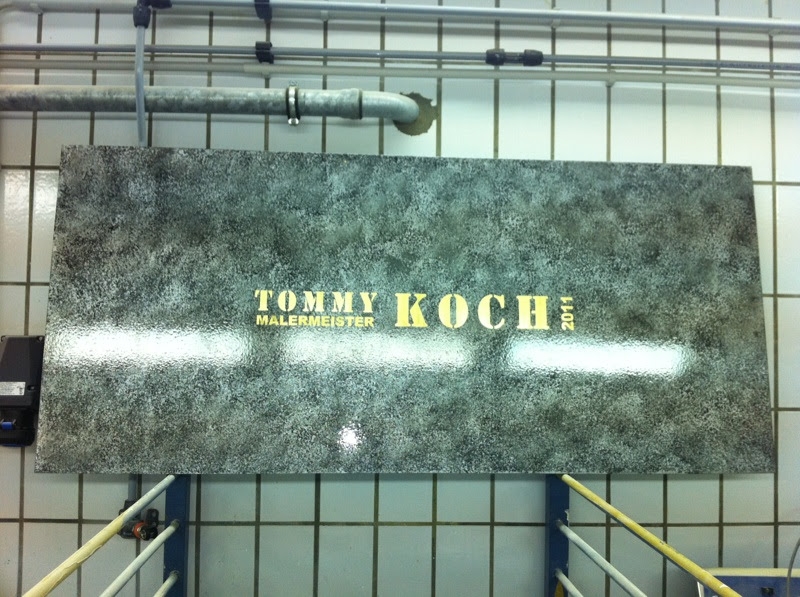 TOMMY
MALERMEISTER
KOCH
2011